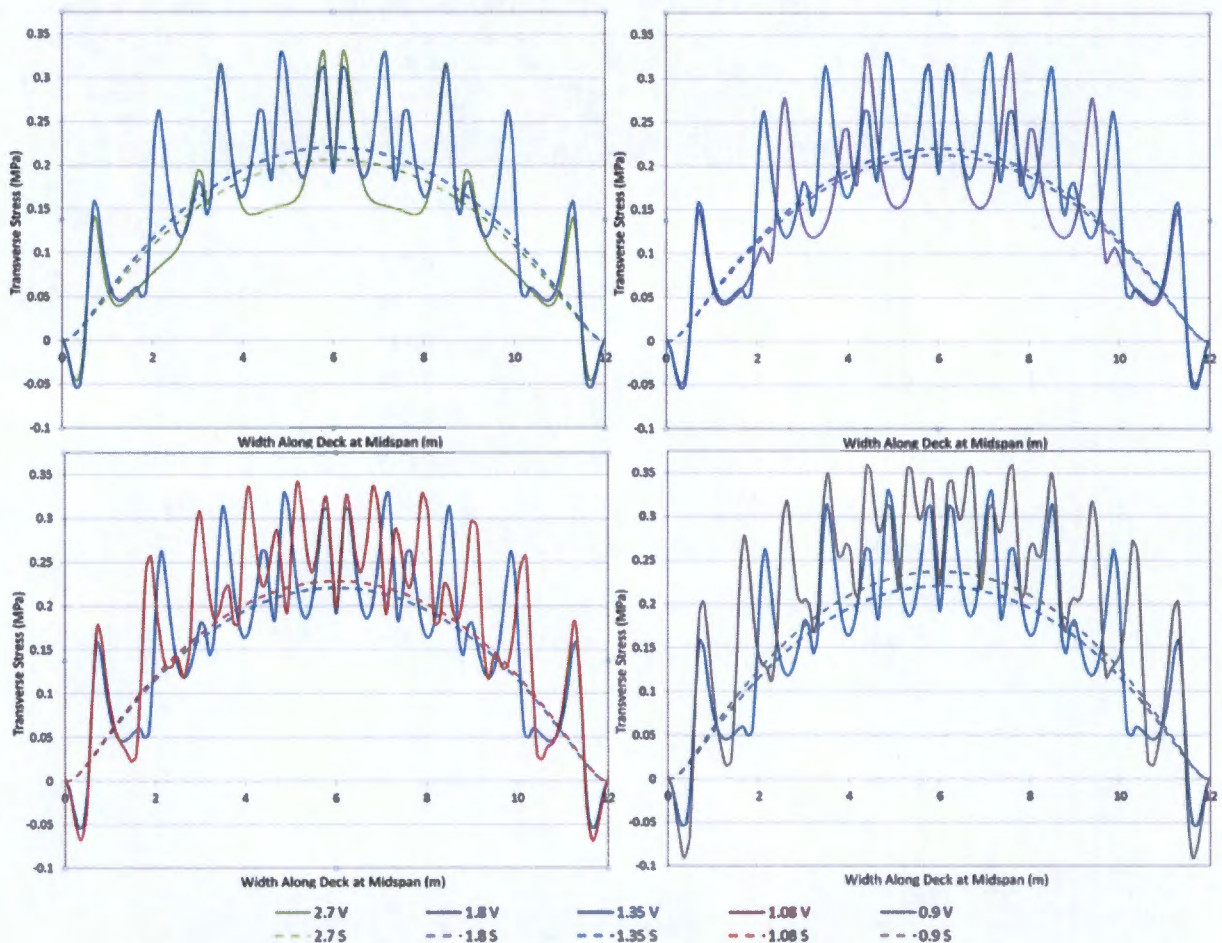 0.35
0.3
0.25
0.2
0.15
0.1
0.05
0
-0.05
-0.1
Transverse Stress (MPa)
0 2 4 6 8 10 12
Width Along Deck at Midspan (m)
0.35
0.3
0.25
0.2
0.15
0.1
0.05
0
-0.05
-0.1
Transverse Stress (MPa)
0 2 4 6 8 10 12
Width Along Deck at Midspan (m)
0.35
0.3
0.25
0.2
0.15
0.1
0.05
0
-0.05
-0.1
Transverse Stress (MPa)
0 2 4 6 8 10 12
Width Along Deck at Midspan (m)
0.35
0.3
0.25
0.2
0.15
0.1
0.05
0
-0.05
-0.1
Transverse Stress (MPa)
0 2 4 6 8 10 12
Width Along Deck at Midspan (m)
2.7 V 1.8 V 1.35 V 1.08 V 0.9 V
2.7 S 1.8 S 1.35 S 1.08 S 0.9 S